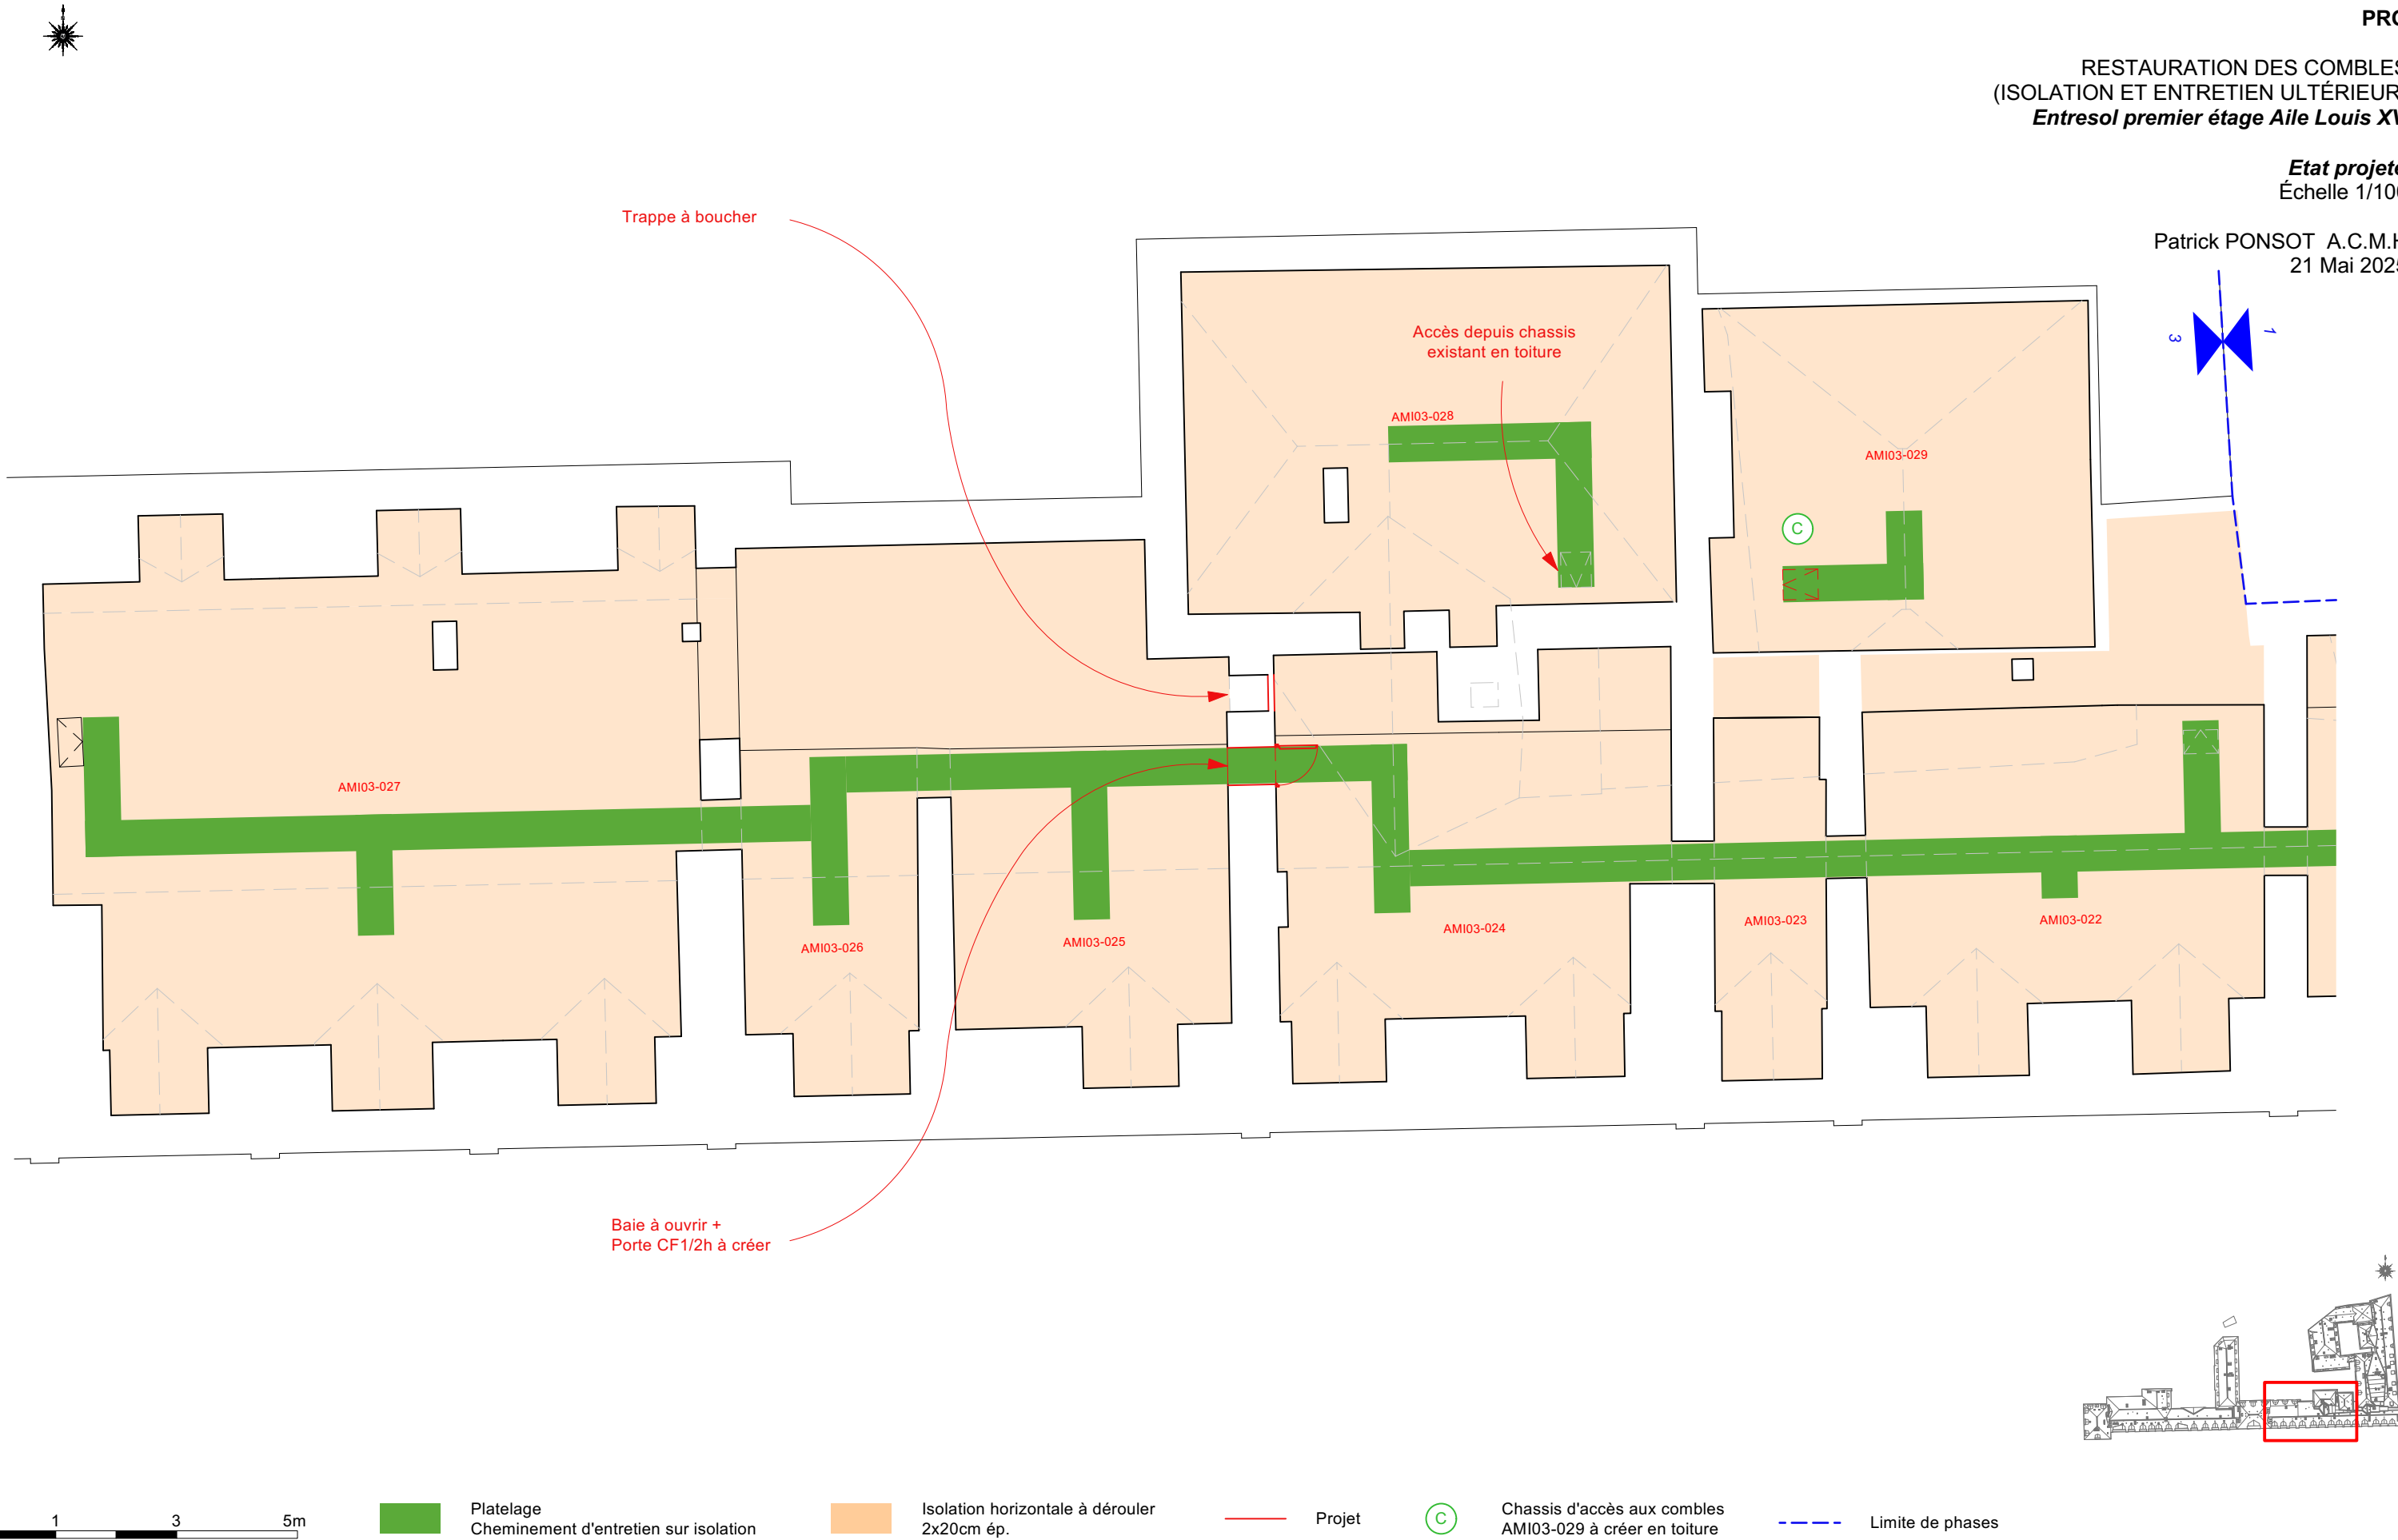 PRO
RESTAURATION DES COMBLES
(ISOLATION ET ENTRETIEN ULTÉRIEUR
Entresol premier étage Aile Louis XV
Etat projeté
Échelle 1/100
Patrick PONSOT A.C.M.H
21 Mai 2025
Trappe à boucher
Accès depuis chassis
existant en toiture
3
1
AMI03-028
AMI03-029
C
AMI03-027
AMI03-026
AMI03-025
AMI03-024
AMI03-023
AMI03-022
Baie à ouvrir +
Porte CF1/2h à créer
1
3
5m
Platelage
Cheminement d'entretien sur isolation
Isolation horizontale à dérouler
2x20cm ép.
Projet
C
Chassis d'accès aux combles
AMI03-029 à créer en toiture
Limite de phases